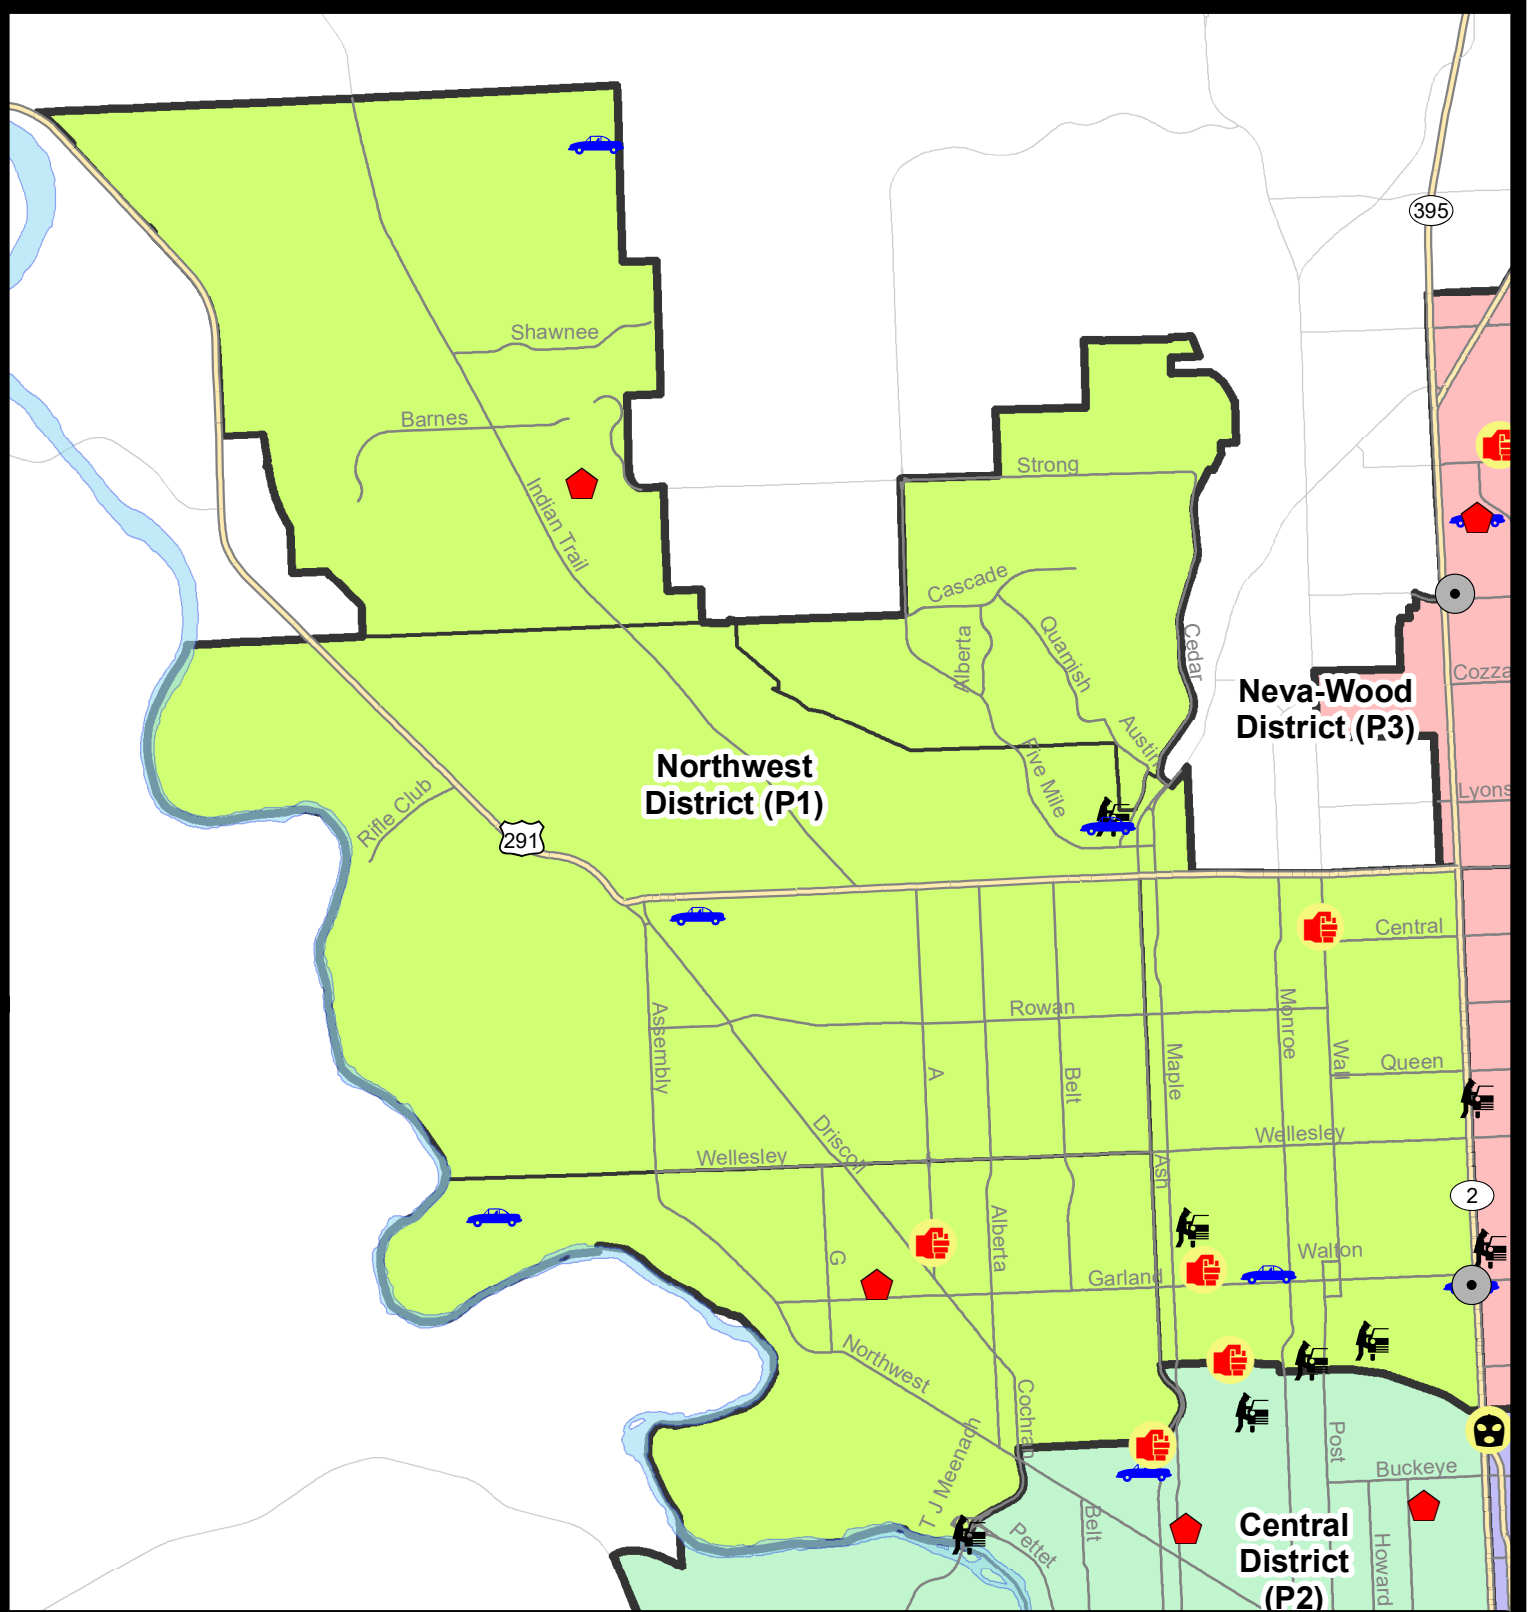 395
Shawnee
Barnes
Strong
Indian Trail
Cascade
Alberta
Quamish
Cedar
Cozza
Neva-Wood
District (P3)
Austin
Northwest
District (P1)
Five Mile
Lyons
Rifle Club
291
Central
Rowan
Monroe
Assembly
Wall
Queen
Maple
A
Belt
Driscoll
Wellesley
Wellesley
Ash
2
Alberta
G
Walton
Garland
Northwest
Cochran
T J Meenach
Post
Buckeye
Pettet
Belt
Central
District
(P2)
Howard